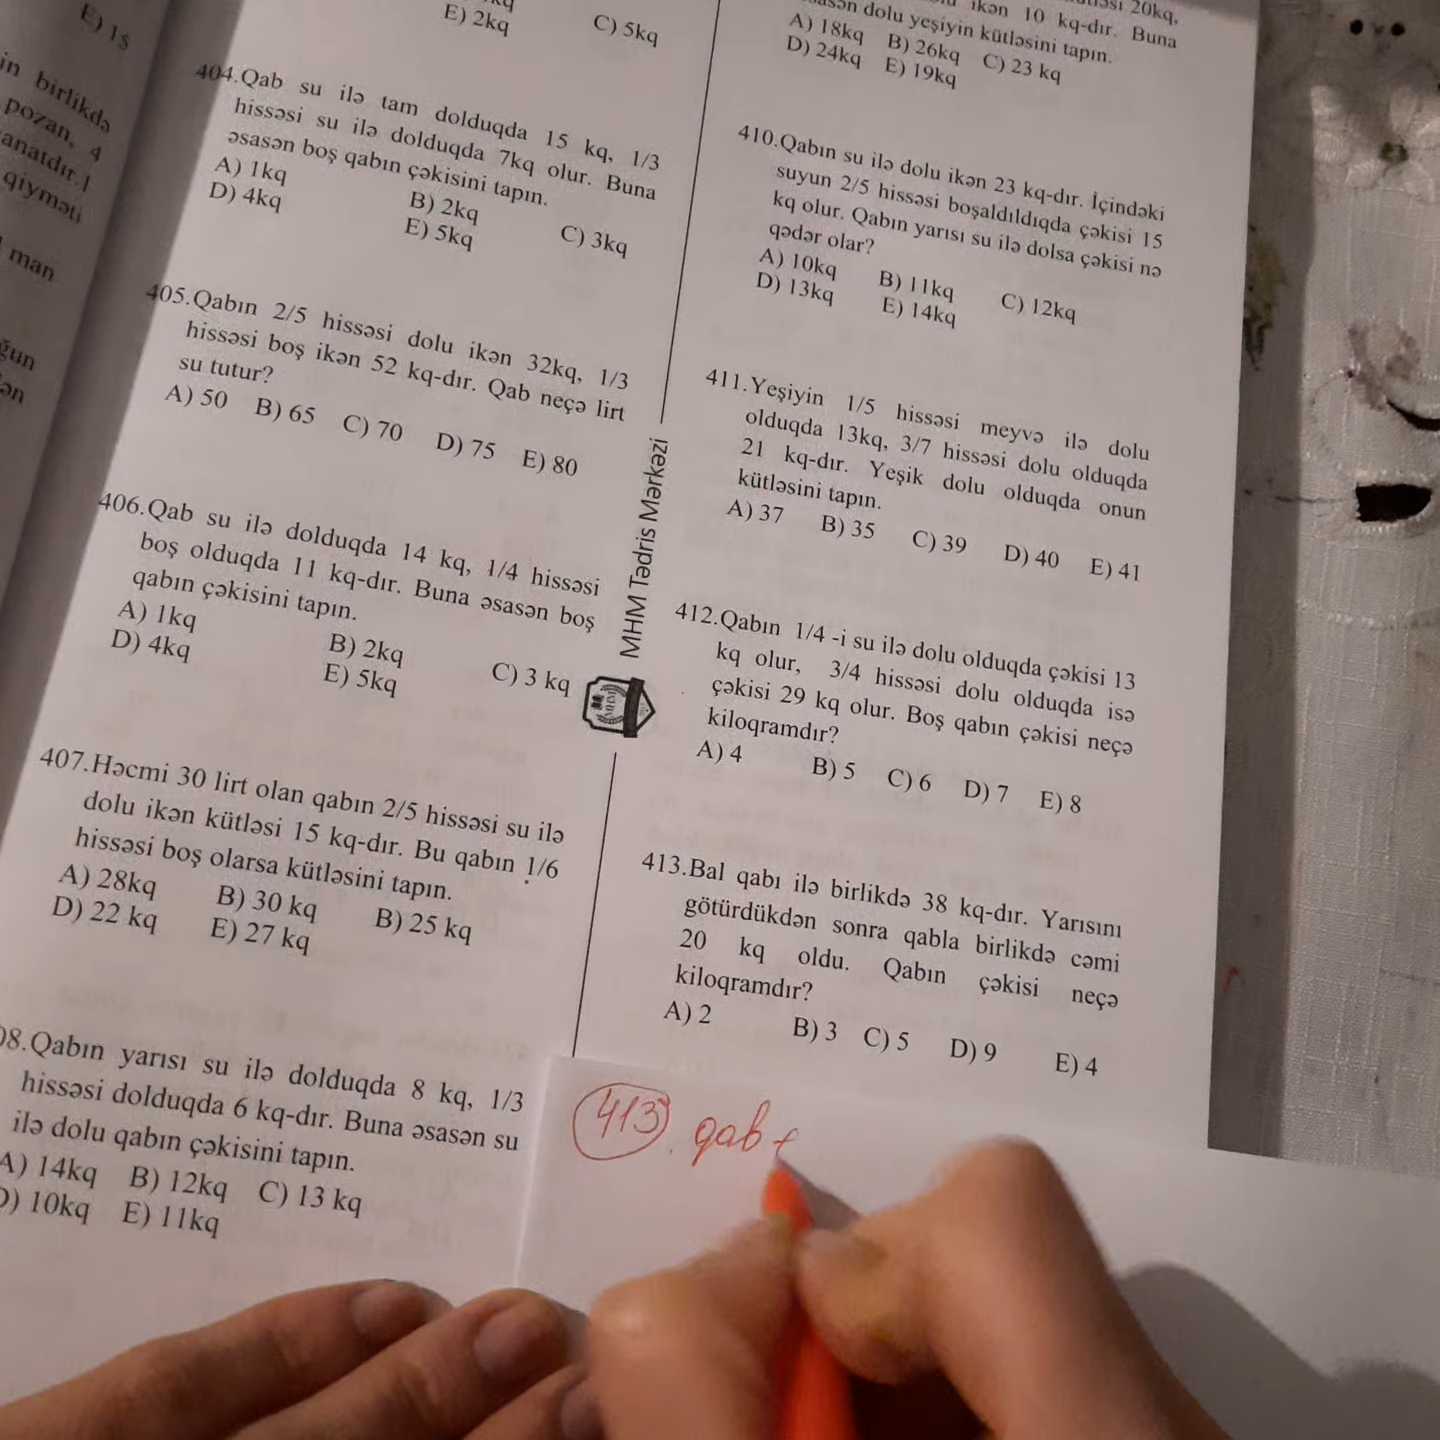 E) 15
in birlikdə
pozan, 4
anatdır.1
qiyməti
man
ğun
ən
E) 2kq C) 5kq
404.Qab su ilə tam dolduqda 15 kq, 1/3
hissəsi su ilə dolduqda 7kq olur. Buna
əsasən boş qabın çəkisini tapın.
A) 1kq B) 2kq C) 3kq
D) 4kq E) 5kq
405.Qabın 2/5 hissəsi dolu ikən 32kq, 1/3
hissəsi boş ikən 52 kq-dır. Qab neçə lirt
su tutur?
A) 50 B) 65 C) 70 D) 75 E) 80
406.Qab su ilə dolduqda 14 kq, 1/4 hissəsi
boş olduqda 11 kq-dır. Buna əsasən boş
qabın çəkisini tapın.
A) 1kq B) 2kq C) 3 kq
D) 4kq E) 5kq
407.Həcmi 30 lirt olan qabın 2/5 hissəsi su ilə
dolu ikən kütləsi 15 kq-dır. Bu qabın 1/6
hissəsi boş olarsa kütləsini tapın.
A) 28kq B) 30 kq B) 25 kq
D) 22 kq E) 27 kq
08.Qabın yarısı su ilə dolduqda 8 kq, 1/3
hissəsi dolduqda 6 kq-dır. Buna əsasən su
ilə dolu qabın çəkisini tapın.
A) 14kq B) 12kq C) 13 kq
D) 10kq E) 11kq
MHM Tədris Mərkəzi
20kq,
ikən 10 kq-dır. Buna
dolu yeşiyin kütləsini tapın.
A) 18kq B) 26kq C) 23 kq
D) 24kq E) 19kq
410.Qabın su ilə dolu ikən 23 kq-dır. İçindəki
suyun 2/5 hissəsi boşaldıldıqda çəkisi 15
kq olur. Qabın yarısı su ilə dolsa çəkisi nə
qədər olar?
A) 10kq B) 11kq C) 12kq
D) 13kq E) 14kq
411.Yeşiyin 1/5 hissəsi meyvə ilə dolu
olduqda 13kq, 3/7 hissəsi dolu olduqda
21 kq-dır. Yeşik dolu olduqda onun
kütləsini tapın.
A) 37 B) 35 C) 39 D) 40 E) 41
412.Qabın 1/4 -i su ilə dolu olduqda çəkisi 13
kq olur, 3/4 hissəsi dolu olduqda isə
çəkisi 29 kq olur. Boş qabın çəkisi neçə
kiloqramdır?
A) 4 B) 5 C) 6 D) 7 E) 8
413.Bal qabı ilə birlikdə 38 kq-dır. Yarısını
götürdükdən sonra qabla birlikdə cəmi
20 kq oldu. Qabın çəkisi neçə
kiloqramdır?
A) 2 B) 3 C) 5 D) 9 E) 4
413. qab